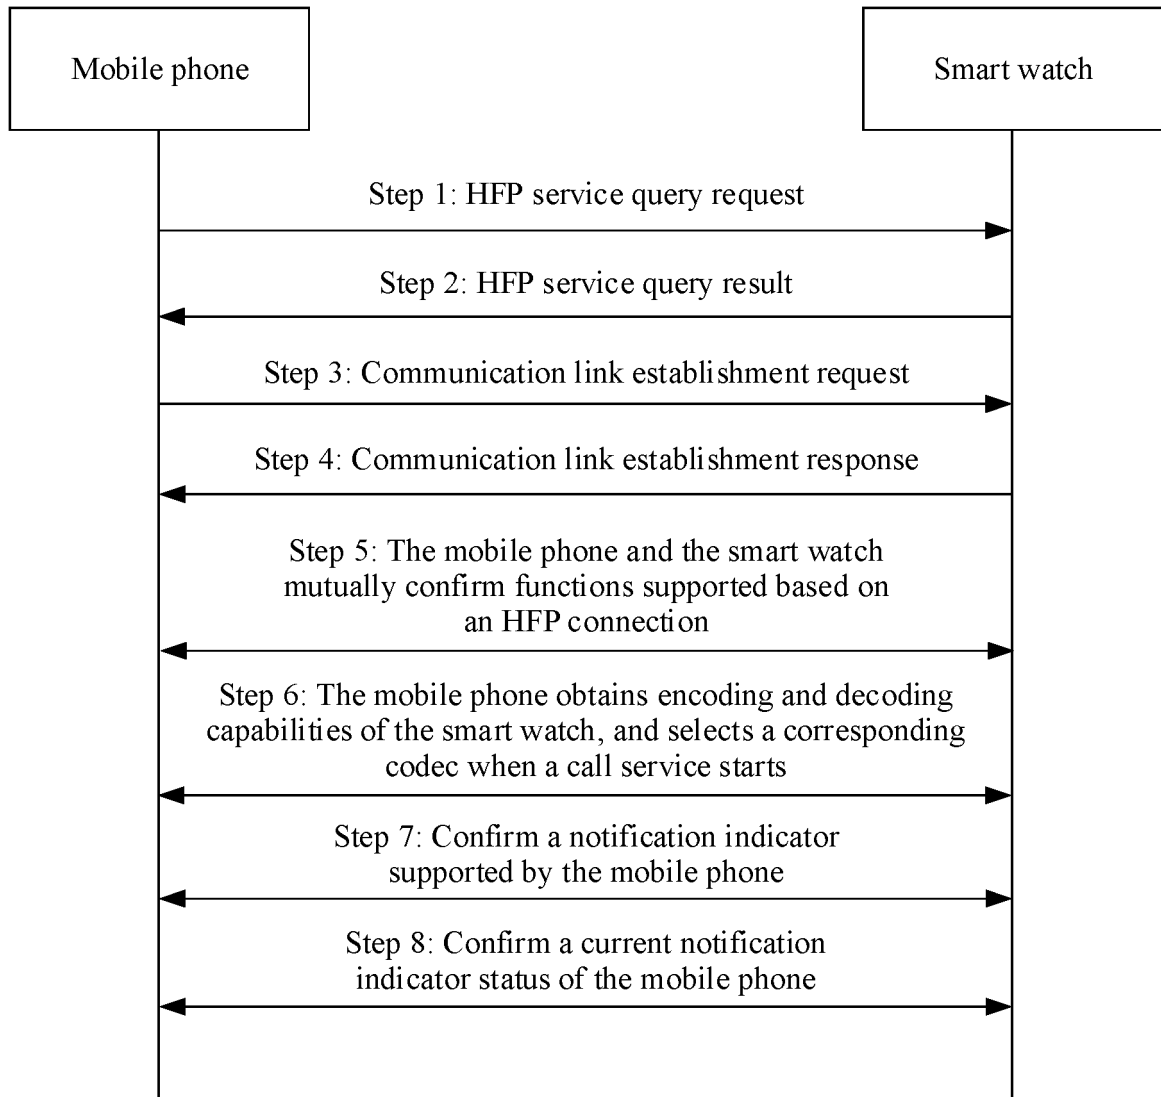 Mobile phone
Smart watch
Step 1: HFP service query request
Step 2: HFP service query result
Step 3: Communication link establishment request
Step 4: Communication link establishment response
Step 5: The mobile phone and the smart watch
mutually confirm functions supported based on
an HFP connection
Step 6: The mobile phone obtains encoding and decoding
capabilities of the smart watch, and selects a corresponding
codec when a call service starts
Step 7: Confirm a notification indicator
supported by the mobile phone
Step 8: Confirm a current notification
indicator status of the mobile phone